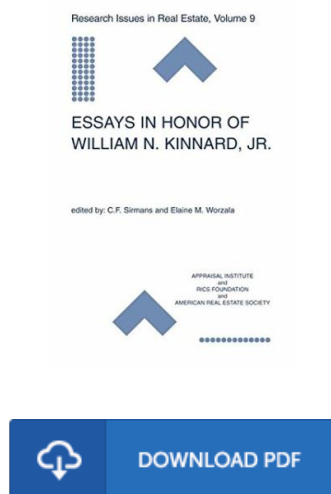 Research Issues in Real Estate, Volume 9
ESSAYS IN HONOR OF
WILLIAM N. KINNARD, JR.
edited by: C.F. Sirmans and Elaine M. Worzala
APPRAISAL INSTITUTE
and
RICS FOUNDATION
and
AMERICAN REAL ESTATE SOCIETY
DOWNLOAD PDF